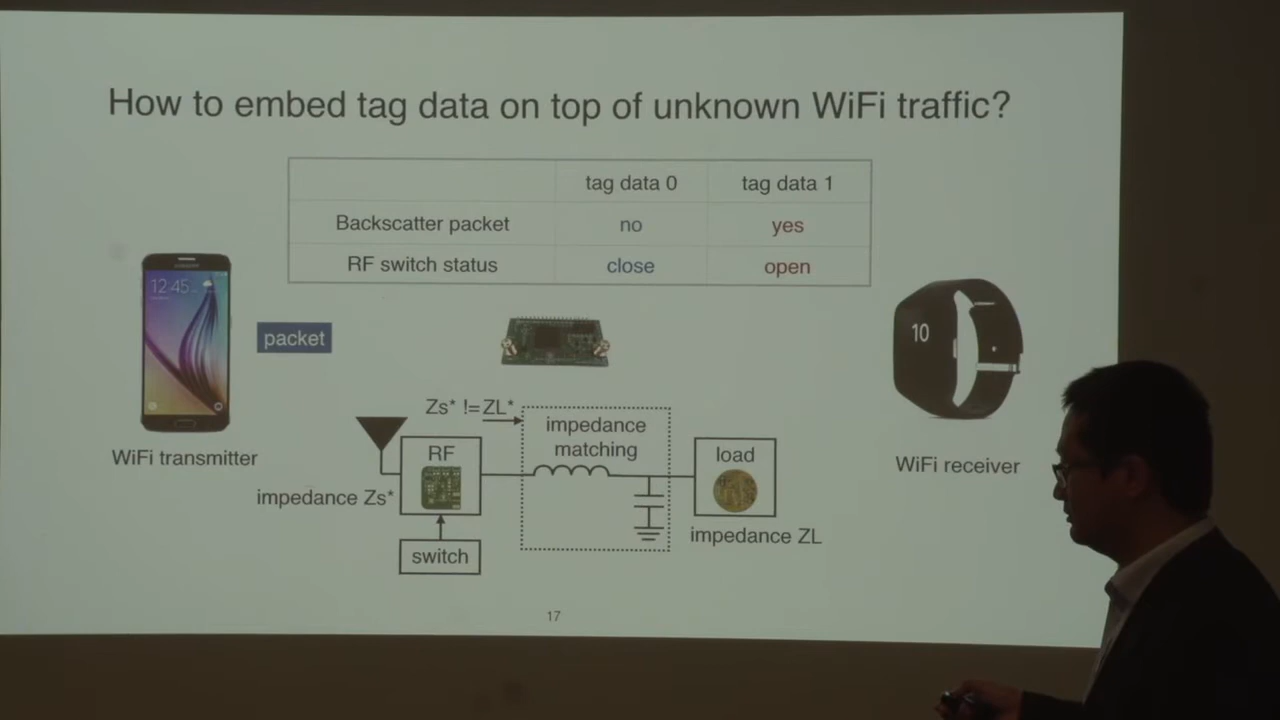 How to embed tag data on top of unknown WiFi traffic?
tag data 0 tag data 1
Backscatter packet no yes
RF switch status close open
12:45
packet
10
WiFi transmitter
Zs* != ZL*
impedance
matching
RF
load
WiFi receiver
impedance Zs*
impedance ZL
switch
17